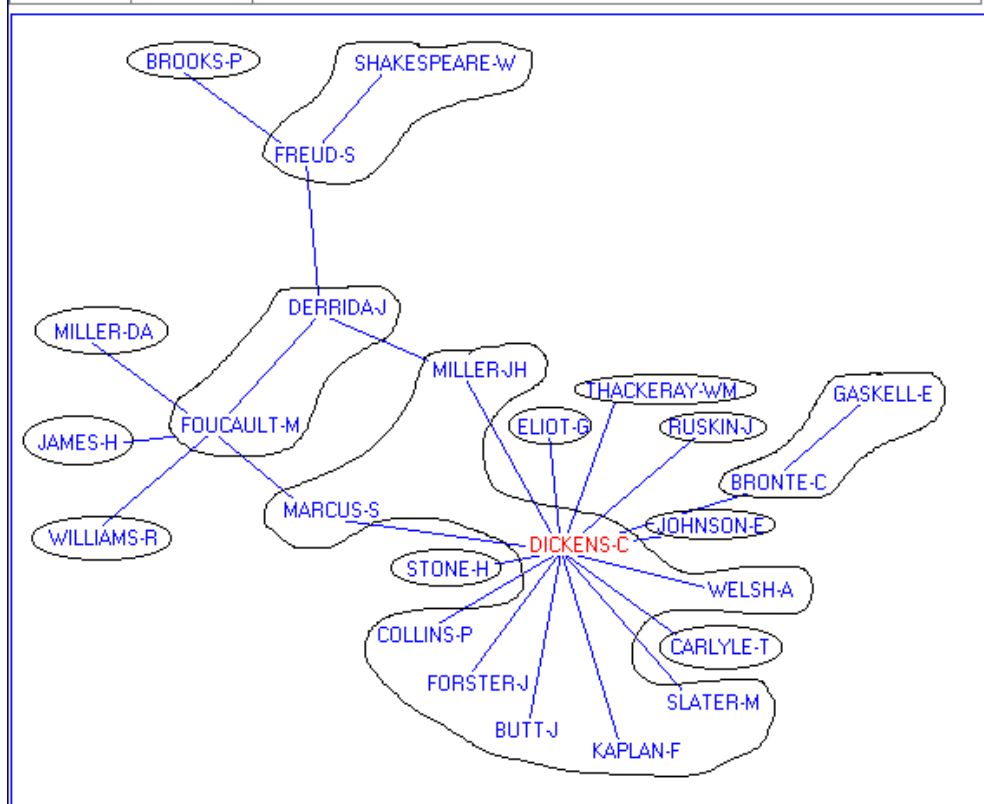 BROOKS-P
SHAKESPEARE-W
FREUD-S
DERRIDA-J
MILLER-DA
MILLER-JH
THACKERAY-WM
GASKELL-E
FOUCAULT-M
ELIOT-G
RUSKIN-J
JAMES-H
BRONTE-C
MARCUS-S
JOHNSON-E
WILLIAMS-R
DICKENS-C
STONE-H
WELSH-A
COLLINS-P
CARLYLE-T
FORSTER-J
SLATER-M
BUTT-J
KAPLAN-F